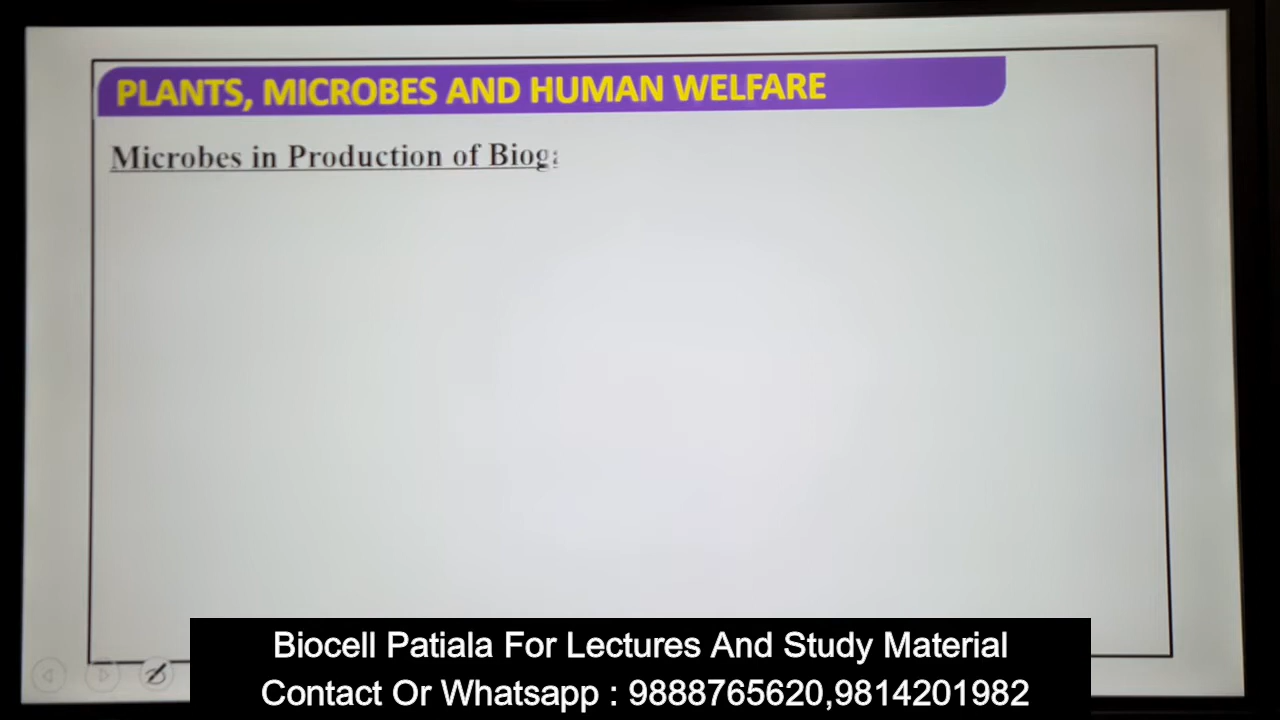 PLANTS, MICROBES AND HUMAN WELFARE
Microbes in Production of
Biocell Patiala For Lectures And Study Material
Contact Or Whatsapp : 9888765620,9814201982